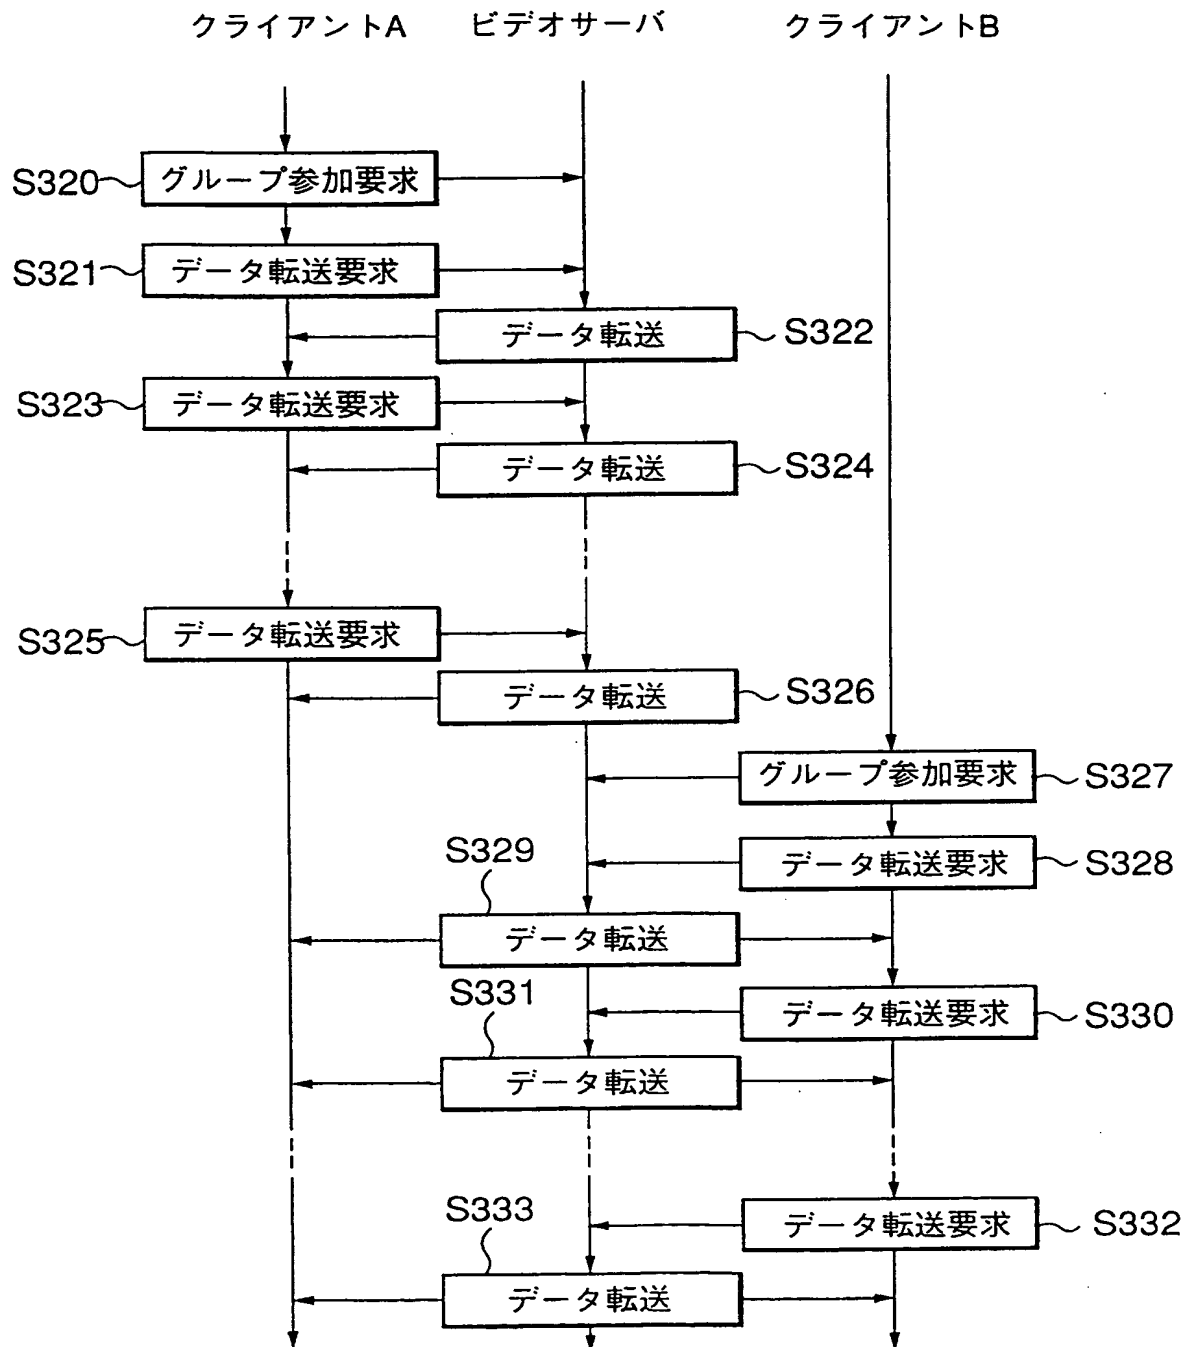 クライアントA ビデオサーバ クライアントB
S320 グループ参加要求
S321 データ転送要求
データ転送 S322
S323 データ転送要求
データ転送 S324
S325 データ転送要求
データ転送 S326
グループ参加要求 S327
S329
データ転送要求 S328
データ転送
S331
データ転送要求 S330
データ転送
S333
データ転送要求 S332
データ転送